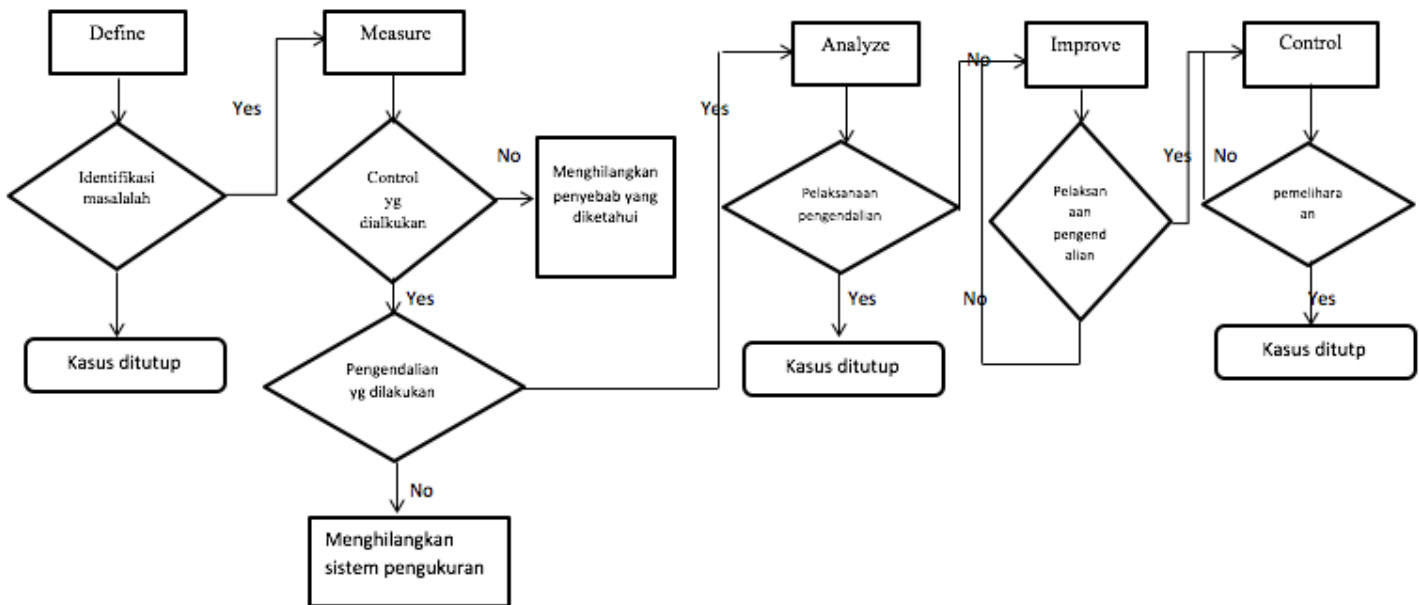 Define
Yes
Identifikasi
masalalah
Kasus ditutup
Measure
Control
yg
dialkukan
No
Menghilangkan
penyebab yang
diketahui
Yes
Pengendalian
yg dilakukan
No
Menghilangkan
sistem pengukuran
Yes
Analyze
Pelaksanaan
pengendalian
Yes
Kasus ditutup
No
Improve
Pelaksan
aan
pengend
alian
No
Yes
Control
No
pemelihara
an
Yes
Kasus ditutp